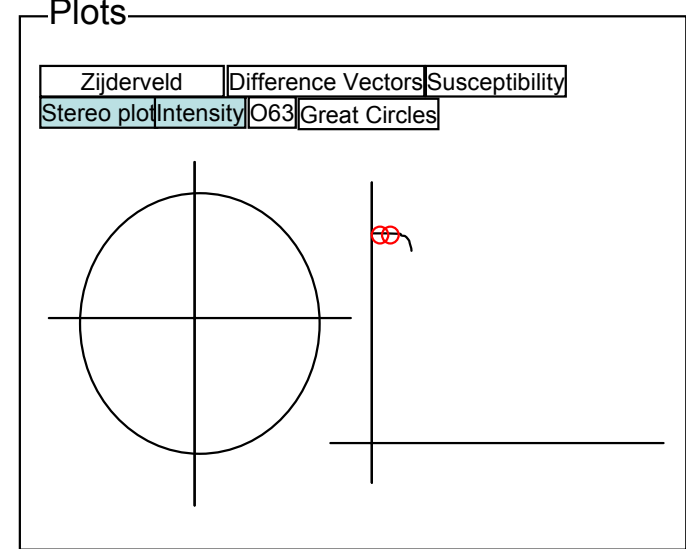 Plots
Zijderveld Difference Vectors Susceptibility
Stereo plot Intensity O63 Great Circles